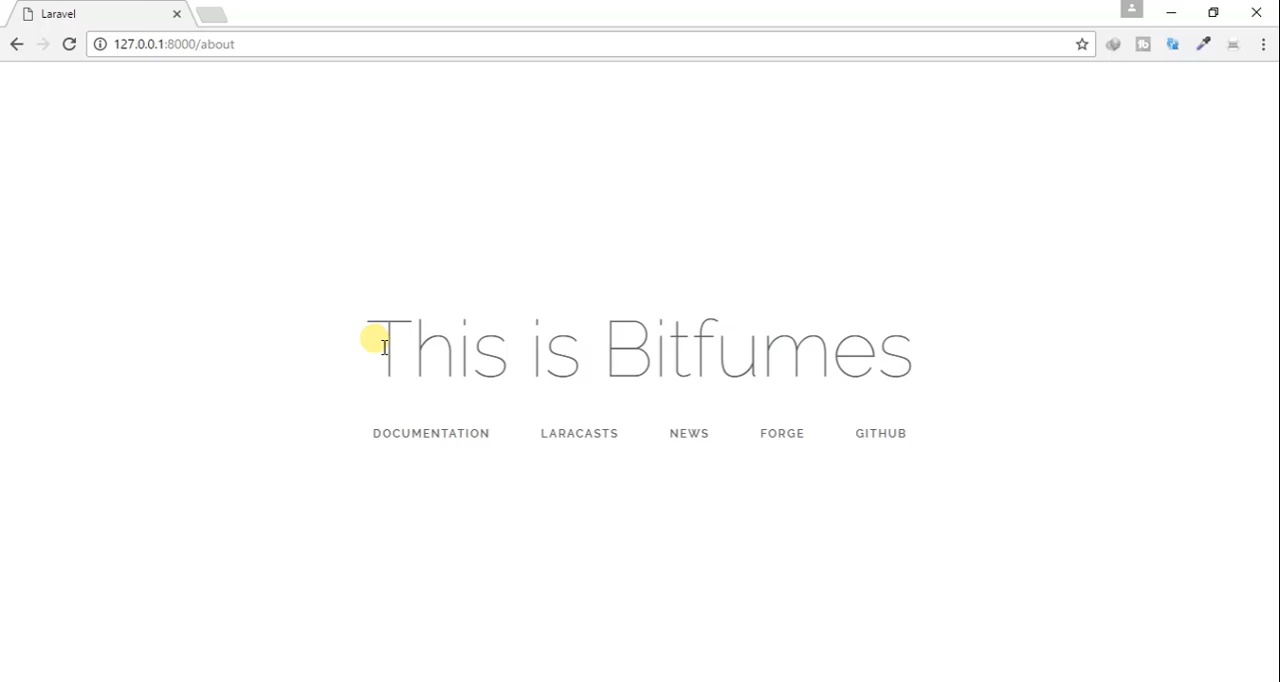 Laravel
127.0.0.1:8000/about
This is Bitfumes
DOCUMENTATION LARACASTS NEWS FORGE GITHUB